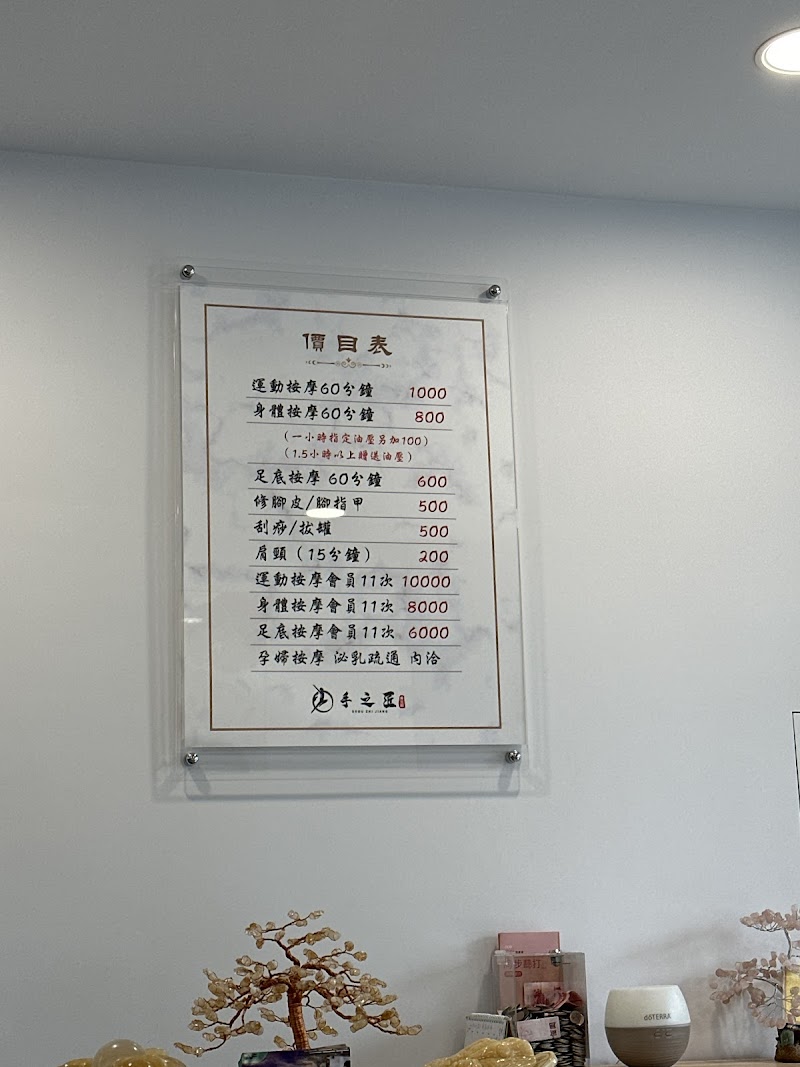 價目表
運動按摩60分鐘 1000
身體按摩60分鐘 800
(一小時指定油壓另加100)
(1.5小時以上贈送油壓)
足底按摩 60分鐘 600
修腳皮/腳指甲 500
刮痧/拔罐 500
肩頸(15分鐘) 200
運動按摩會員11次 10000
身體按摩會員11次 8000
足底按摩會員11次 6000
孕婦按摩 泌乳疏通 內洽
手之匠
SHOU ZHI JIANG
dōTERRA